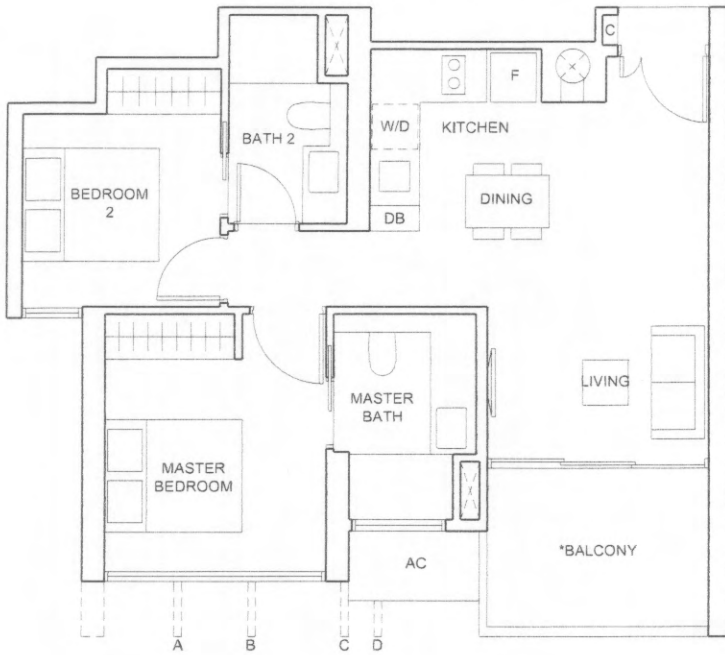 C
F
W/D
KITCHEN
BATH 2
BEDROOM
2
DINING
DB
LIVING
MASTER
BATH
MASTER
BEDROOM
AC
*BALCONY
A
B
C
D